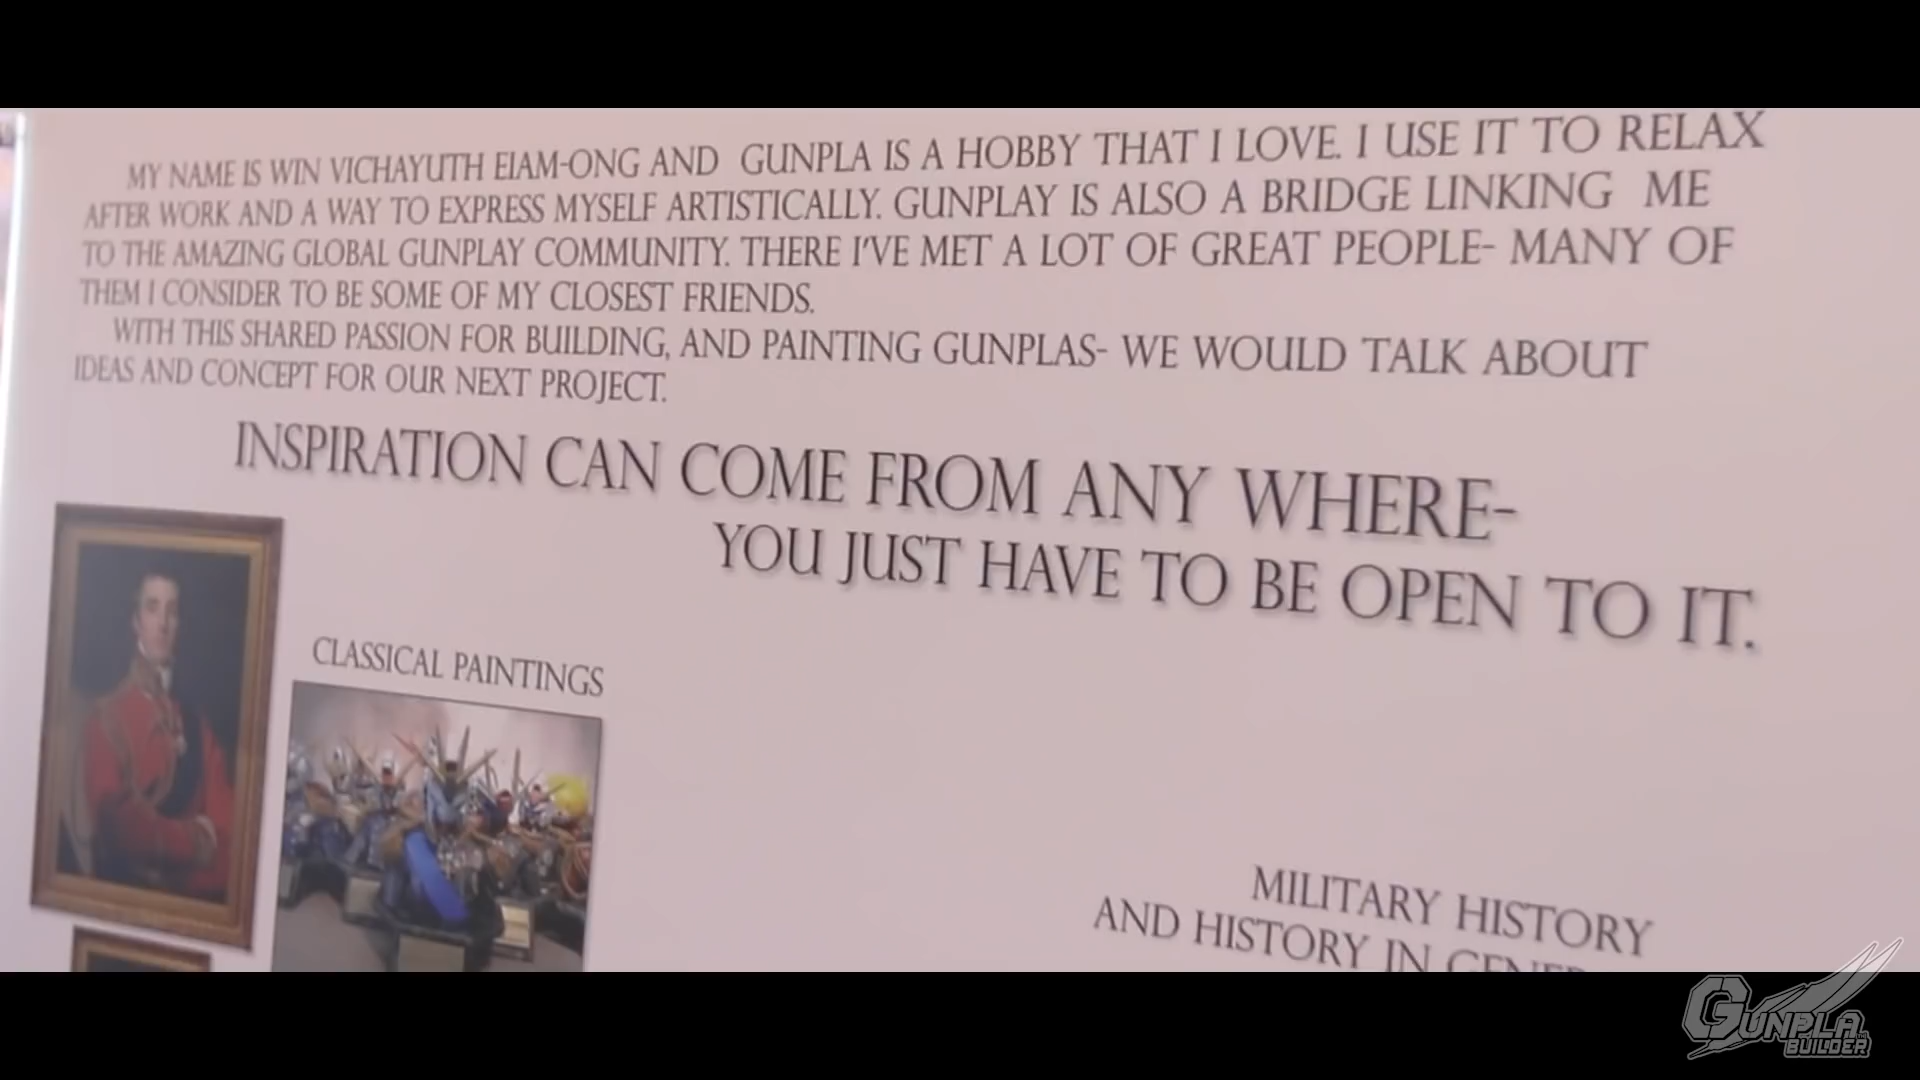 MY NAME IS WIN VICHAYUTH EIAM-ONG AND GUNPLA IS A HOBBY THAT I LOVE. I USE IT TO RELAX
AFTER WORK AND A WAY TO EXPRESS MYSELF ARTISTICALLY. GUNPLAY IS ALSO A BRIDGE LINKING ME
TO THE AMAZING GLOBAL GUNPLAY COMMUNITY. THERE I'VE MET A LOT OF GREAT PEOPLE- MANY OF
THEM I CONSIDER TO BE SOME OF MY CLOSEST FRIENDS.
WITH THIS SHARED PASSION FOR BUILDING, AND PAINTING GUNPLAS- WE WOULD TALK ABOUT
IDEAS AND CONCEPT FOR OUR NEXT PROJECT.
INSPIRATION CAN COME FROM ANY WHERE-
YOU JUST HAVE TO BE OPEN TO IT.
CLASSICAL PAINTINGS
MILITARY HISTORY
AND HISTORY IN
GUNPLA
BUILDER